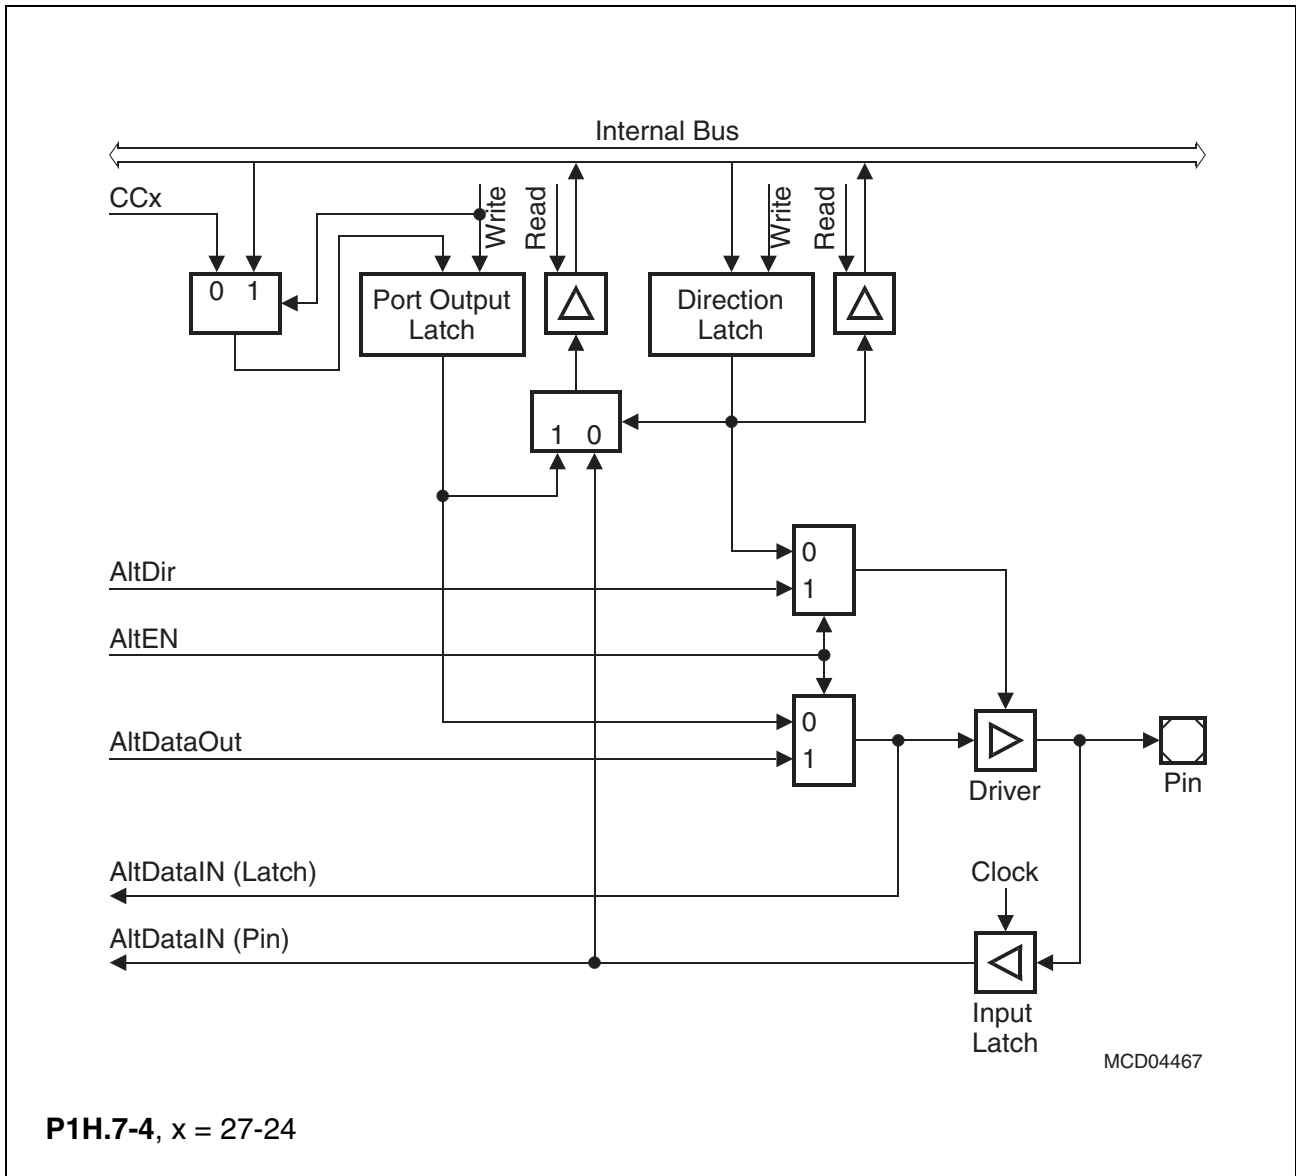 Internal Bus
CCx
Write
Read
Write
Read
0 1
Port Output
Latch
Direction
Latch
1 0
AltDir
0
1
AltEN
AltDataOut
0
1
Driver
Pin
AltDataIN (Latch)
Clock
AltDataIN (Pin)
Input
Latch
MCD04467
P1H.7-4, x = 27-24